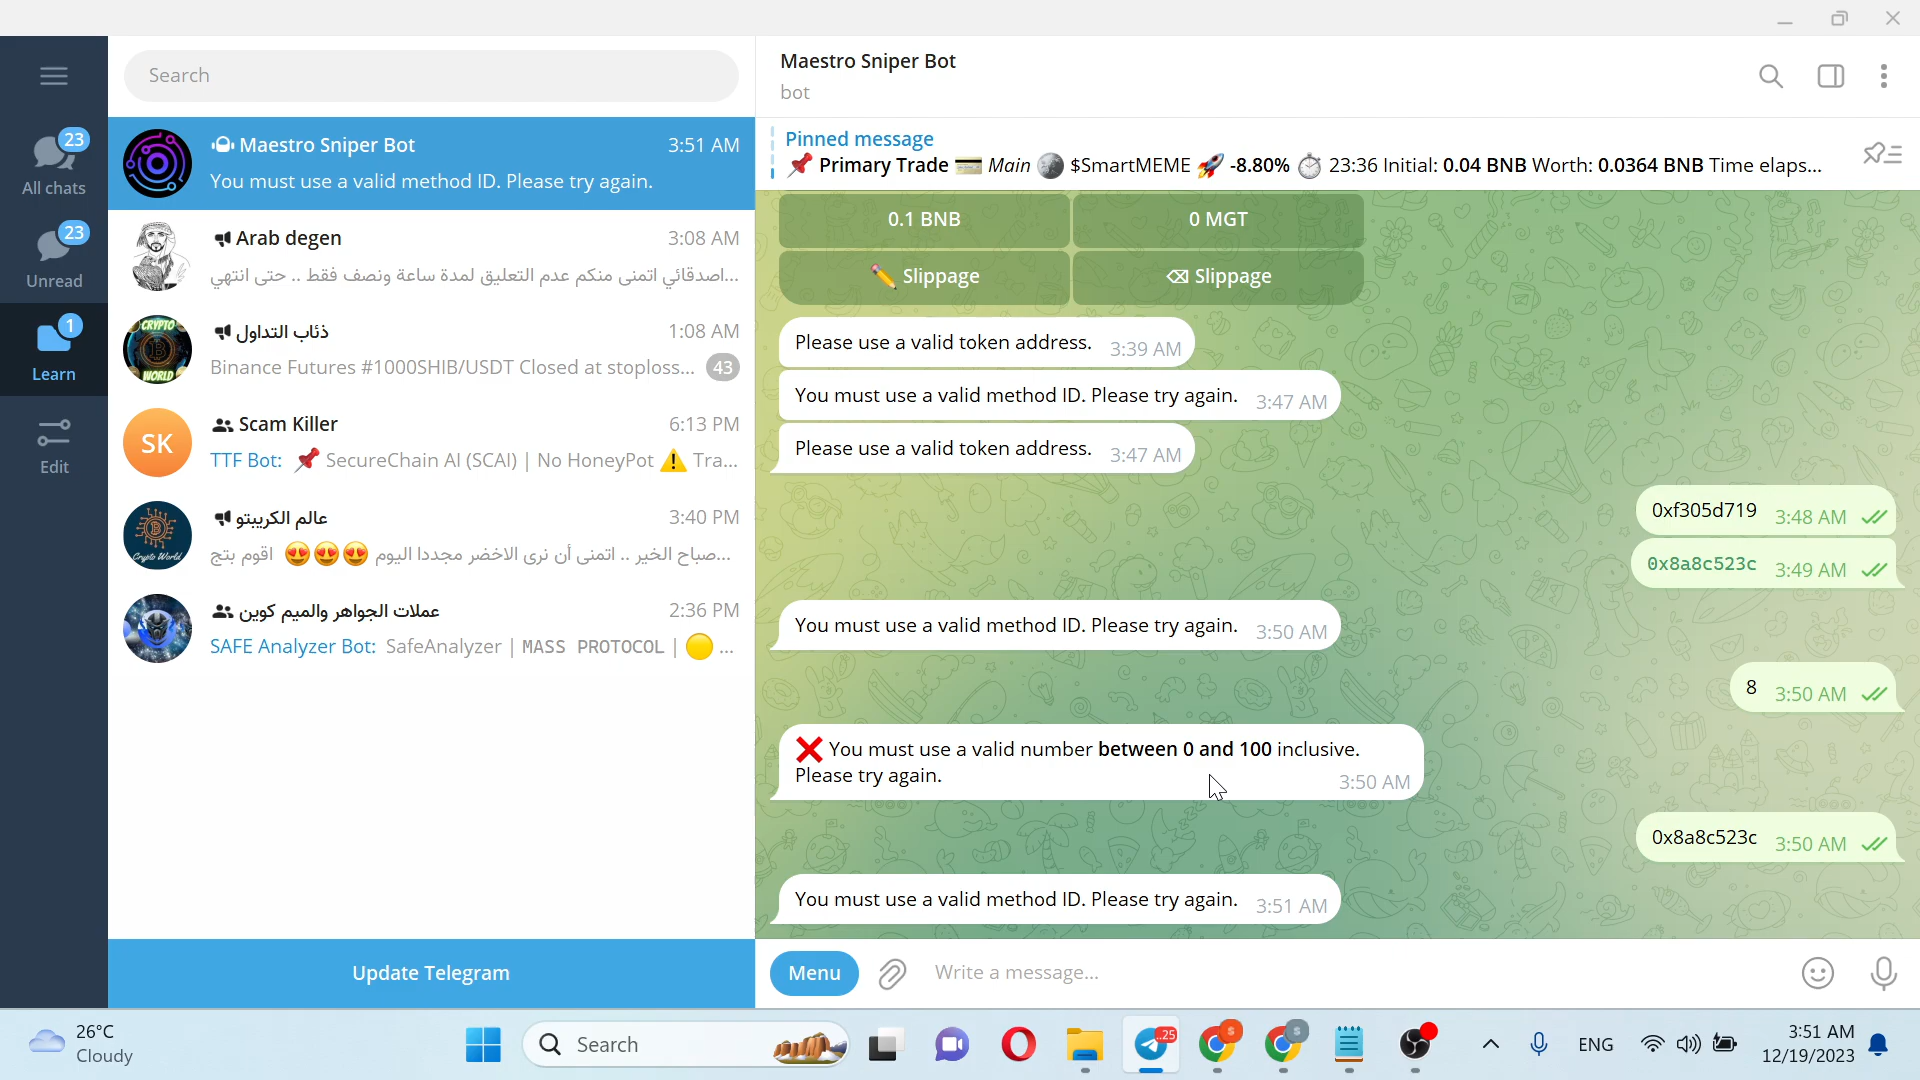 Search
Maestro Sniper Bot
bot
Pinned message
📌 Primary Trade 💳 Main 🌚 $SmartMEME 🚀 -8.80% ⏱ 23:36 Initial: 0.04 BNB Worth: 0.0364 BNB Time elaps...
23
All chats
23
Unread
1
Learn
Edit
Maestro Sniper Bot 3:51 AM
You must use a valid method ID. Please try again.
Arab degen 3:08 AM
اصدقائي اتمنى منكم عدم التعليق لمدة ساعة ونصف فقط .. حتى انتهي...
ذئاب التداول 1:08 AM
Binance Futures #1000SHIB/USDT Closed at stoploss... 43
CRYPTO
WORLD
SK
Scam Killer 6:13 PM
TTF Bot: 📌 SecureChain AI (SCAI) | No HoneyPot ⚠️ Tra...
عالم الكريبتو 3:40 PM
صباح الخير .. اتمنى أن نرى الاخضر مجددا اليوم 😍😍😍 اقوم بتج...
Crypto World
عملات الجواهر والميم كوين 2:36 PM
SAFE Analyzer Bot: SafeAnalyzer | MASS PROTOCOL | 🟡 ...
Update Telegram
0.1 BNB 0 MGT
✏️ Slippage ⌫ Slippage
Please use a valid token address. 3:39 AM
You must use a valid method ID. Please try again. 3:47 AM
Please use a valid token address. 3:47 AM
0xf305d719 3:48 AM
0x8a8c523c 3:49 AM
You must use a valid method ID. Please try again. 3:50 AM
8 3:50 AM
❌ You must use a valid number between 0 and 100 inclusive.
Please try again. 3:50 AM
0x8a8c523c 3:50 AM
You must use a valid method ID. Please try again. 3:51 AM
Menu Write a message...
26°C
Cloudy
Search
..25
S
S
ENG
3:51 AM
12/19/2023